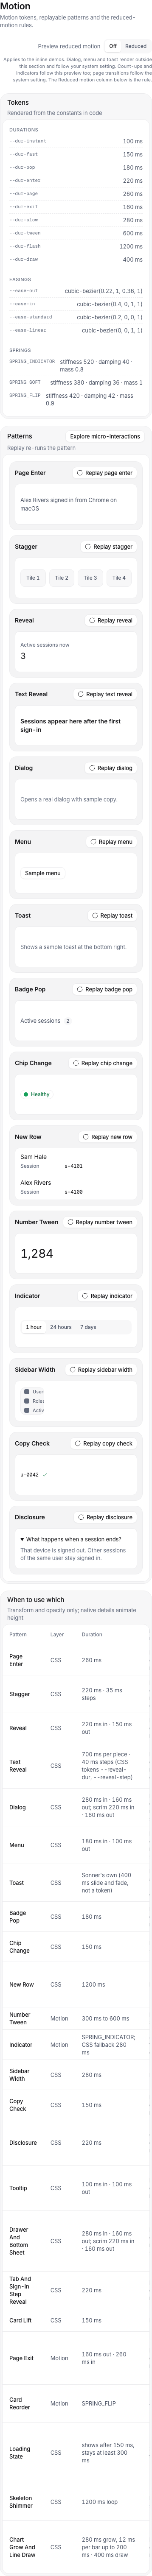 Motion
Motion tokens, replayable patterns and the reduced-
motion rules.
Preview reduced motion
Off
Reduced
Applies to the inline demos. Dialog, menu and toast render outside
this section and follow your system setting. Count-ups and
indicators follow this preview too; page transitions follow the
system setting. The Reduced motion column below is the rule.
Tokens
Rendered from the constants in code
DURATIONS
--dur-instant 100 ms
--dur-fast 150 ms
--dur-pop 180 ms
--dur-enter 220 ms
--dur-page 260 ms
--dur-exit 160 ms
--dur-slow 280 ms
--dur-tween 600 ms
--dur-flash 1200 ms
--dur-draw 400 ms
EASINGS
--ease-out cubic-bezier(0.22, 1, 0.36, 1)
--ease-in cubic-bezier(0.4, 0, 1, 1)
--ease-standard cubic-bezier(0.2, 0, 0, 1)
--ease-linear cubic-bezier(0, 0, 1, 1)
SPRINGS
SPRING_INDICATOR stiffness 520 · damping 40 ·
mass 0.8
SPRING_SOFT stiffness 380 · damping 36 · mass 1
SPRING_FLIP stiffness 420 · damping 42 · mass
0.9
Patterns
Explore micro-interactions
Replay re-runs the pattern
Page Enter
Replay page enter
Alex Rivers signed in from Chrome on
macOS
Stagger
Replay stagger
Tile 1
Tile 2
Tile 3
Tile 4
Reveal
Replay reveal
Active sessions now
3
Text Reveal
Replay text reveal
Sessions appear here after the first
sign-in
Dialog
Replay dialog
Opens a real dialog with sample copy.
Menu
Replay menu
Sample menu
Toast
Replay toast
Shows a sample toast at the bottom right.
Badge Pop
Replay badge pop
Active sessions 2
Chip Change
Replay chip change
Healthy
New Row
Replay new row
Sam Hale
Session s-4101
Alex Rivers
Session s-4100
Number Tween
Replay number tween
1,284
Indicator
Replay indicator
1 hour
24 hours
7 days
Sidebar Width
Replay sidebar width
User
Roles
Activ
Copy Check
Replay copy check
u-0042
Disclosure
Replay disclosure
What happens when a session ends?
That device is signed out. Other sessions
of the same user stay signed in.
When to use which
Transform and opacity only; native details animate
height
Pattern Layer Duration
Page
Enter
CSS
260 ms
Stagger
CSS
220 ms · 35 ms
steps
Reveal
CSS
220 ms in · 150 ms
out
Text
Reveal
CSS
700 ms per piece ·
40 ms steps (CSS
tokens --reveal-
dur, --reveal-step)
Dialog
CSS
280 ms in · 160 ms
out; scrim 220 ms in
· 160 ms out
Menu
CSS
180 ms in · 100 ms
out
Toast
CSS
Sonner's own (400
ms slide and fade,
not a token)
Badge
Pop
CSS
180 ms
Chip
Change
CSS
150 ms
New Row
CSS
1200 ms
Number
Tween
Motion
300 ms to 600 ms
Indicator
Motion
SPRING_INDICATOR;
CSS fallback 280
ms
Sidebar
Width
CSS
280 ms
Copy
Check
CSS
150 ms
Disclosure
CSS
220 ms
Tooltip
CSS
100 ms in · 100 ms
out
Drawer
And
Bottom
Sheet
CSS
280 ms in · 160 ms
out; scrim 220 ms in
· 160 ms out
Tab And
Sign-In
Step
Reveal
CSS
220 ms
Card Lift
CSS
150 ms
Page Exit
Motion
160 ms out · 260
ms in
Card
Reorder
Motion
SPRING_FLIP
Loading
State
CSS
shows after 150 ms,
stays at least 300
ms
Skeleton
Shimmer
CSS
1200 ms loop
Chart
Grow And
Line Draw
CSS
280 ms grow, 12 ms
per bar up to 200
ms · 400 ms draw